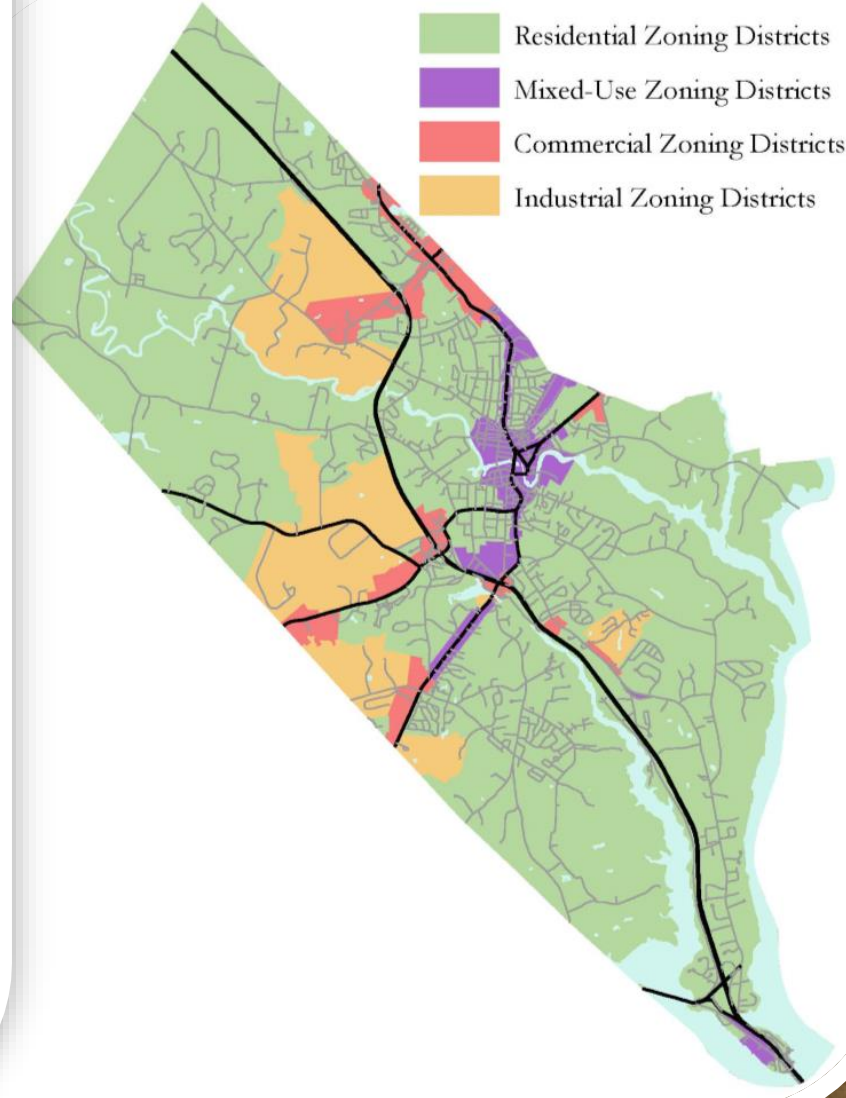 Residential Zoning Districts
Mixed-Use Zoning Districts
Commercial Zoning Districts
Industrial Zoning Districts